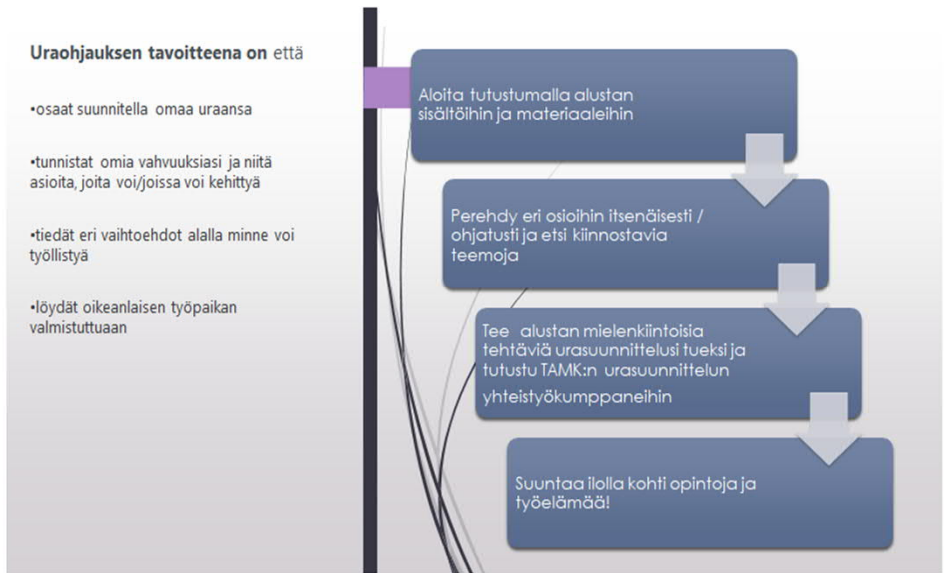 Uraohjauksen tavoitteena on että
•osaat suunnitella omaa uraansa
•tunnistat omia vahvuuksiasi ja niitä
asioita, joita voi/joissa voi kehittyä
•tiedät eri vaihtoehdot alalla minne voi
työllistyä
•löydät oikeanlaisen työpaikan
valmistuttuaan
Aloita tutustumalla alustan
sisältöihin ja materiaaleihin
Perehdy eri osioihin itsenäisesti /
ohjatusti ja etsi kiinnostavia
teemoja
Tee alustan mielenkiintoisia
tehtäviä urasuunnittelusi tueksi ja
tutustu TAMK:n urasuunnittelun
yhteistyökumppaneihin
Suuntaa ilolla kohti opintoja ja
työelämää!